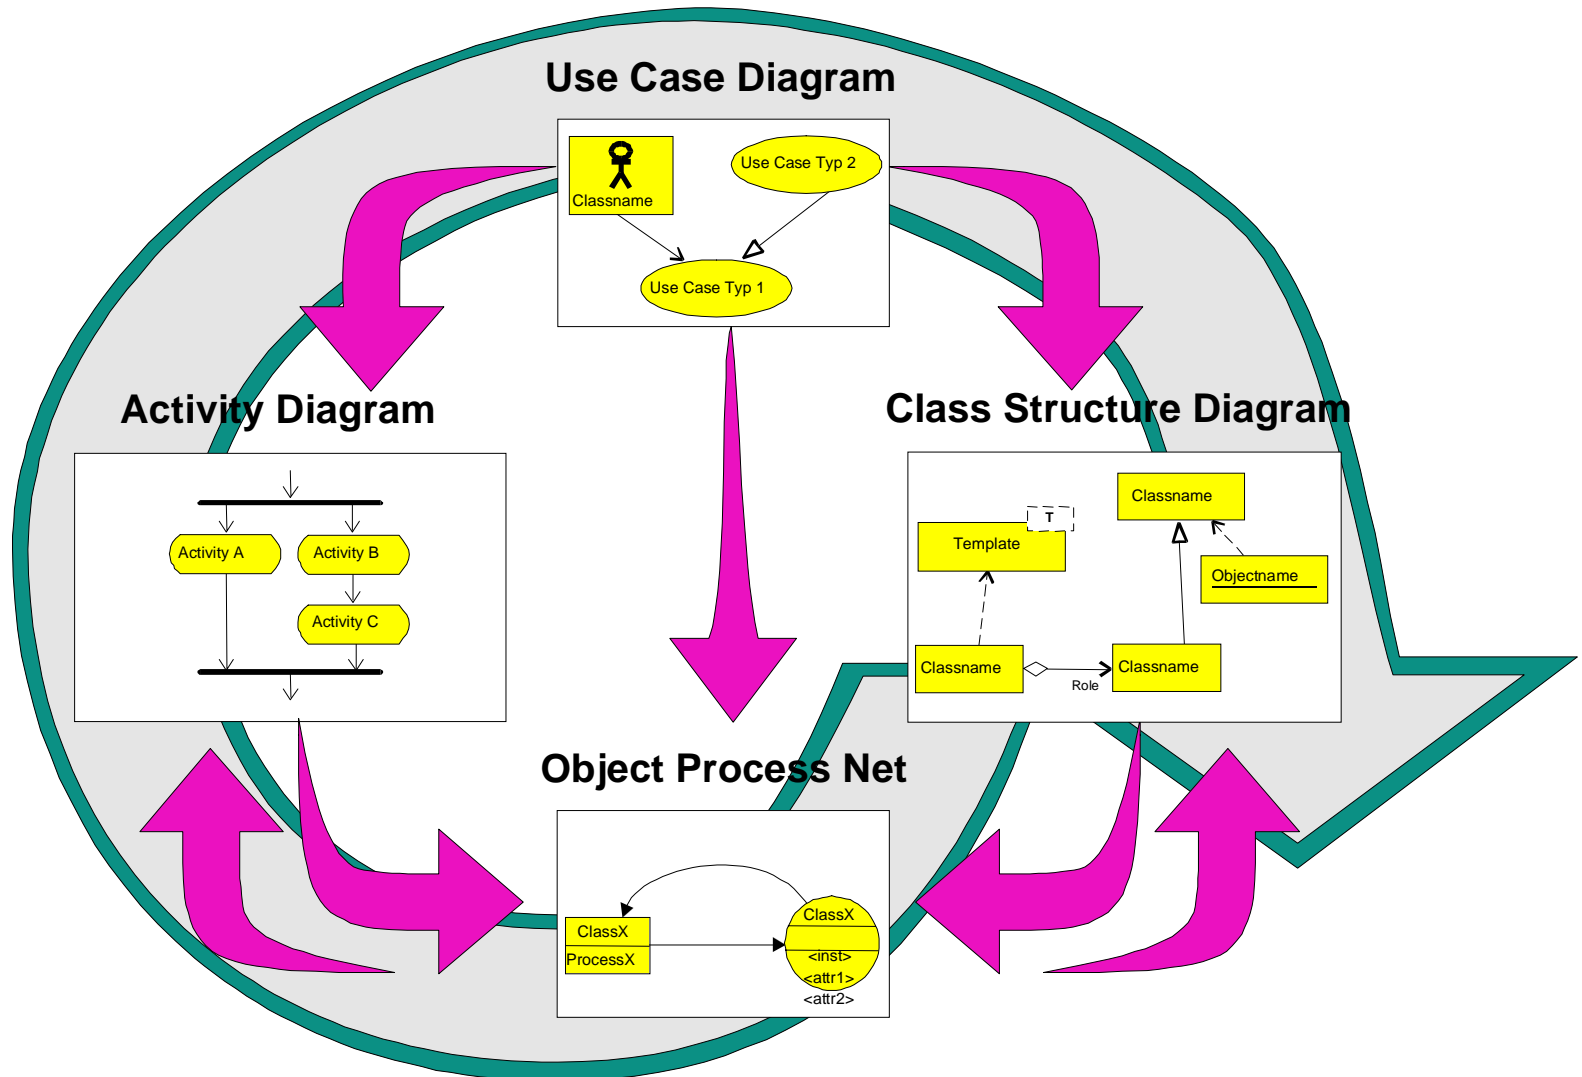 Use Case Diagram
Classname
Use Case Typ 2
Use Case Typ 1
Activity Diagram
Activity A
Activity B
Activity C
Class Structure Diagram
Classname
T
Template
Objectname
Classname
Role
Classname
Object Process Net
ClassX
ProcessX
ClassX
<inst>
<attr1>
<attr2>